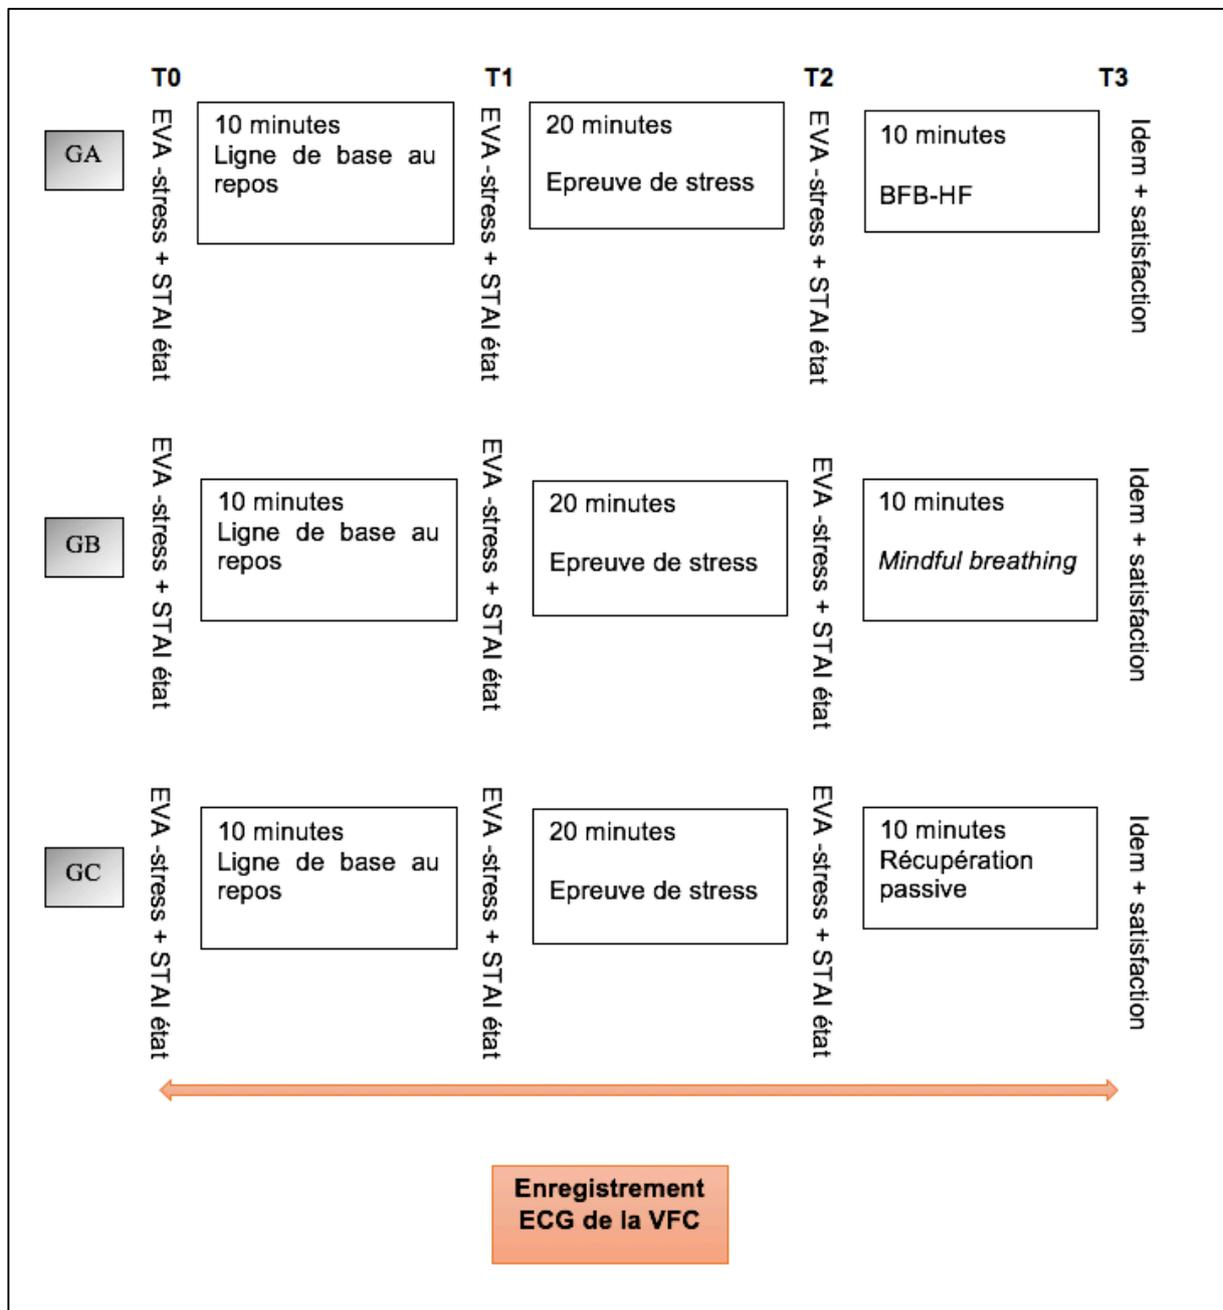 T0 T1 T2 T3
GA
EVA -stress + STAI état
10 minutes
Ligne de base au
repos
EVA -stress + STAI état
20 minutes
Epreuve de stress
EVA -stress + STAI état
10 minutes
BFB-HF
Idem + satisfaction
GB
EVA -stress + STAI état
10 minutes
Ligne de base au
repos
EVA -stress + STAI état
20 minutes
Epreuve de stress
EVA -stress + STAI état
10 minutes
Mindful breathing
Idem + satisfaction
GC
EVA -stress + STAI état
10 minutes
Ligne de base au
repos
EVA -stress + STAI état
20 minutes
Epreuve de stress
EVA -stress + STAI état
10 minutes
Récupération
passive
Idem + satisfaction
Enregistrement
ECG de la VFC